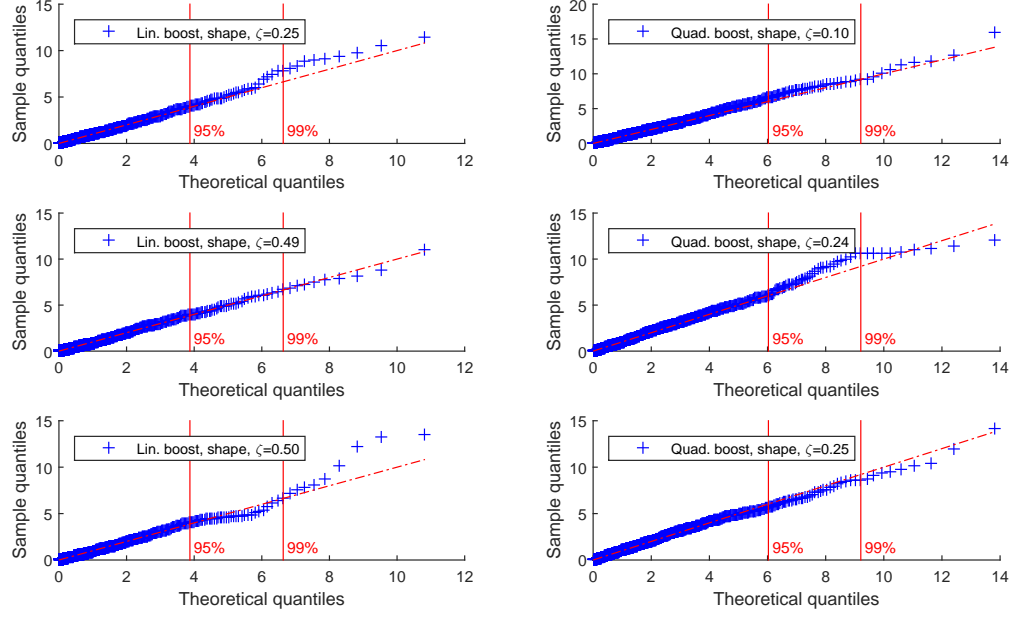 Sample quantiles
15
10
5
0
Lin. boost, shape, ζ=0.25
95%
99%
0 2 4 6 8 10 12
Theoretical quantiles
Sample quantiles
20
15
10
5
0
Quad. boost, shape, ζ=0.10
95%
99%
0 2 4 6 8 10 12 14
Theoretical quantiles
Sample quantiles
15
10
5
0
Lin. boost, shape, ζ=0.49
95%
99%
0 2 4 6 8 10 12
Theoretical quantiles
Sample quantiles
15
10
5
0
Quad. boost, shape, ζ=0.24
95%
99%
0 2 4 6 8 10 12 14
Theoretical quantiles
Sample quantiles
15
10
5
0
Lin. boost, shape, ζ=0.50
95%
99%
0 2 4 6 8 10 12
Theoretical quantiles
Sample quantiles
15
10
5
0
Quad. boost, shape, ζ=0.25
95%
99%
0 2 4 6 8 10 12 14
Theoretical quantiles